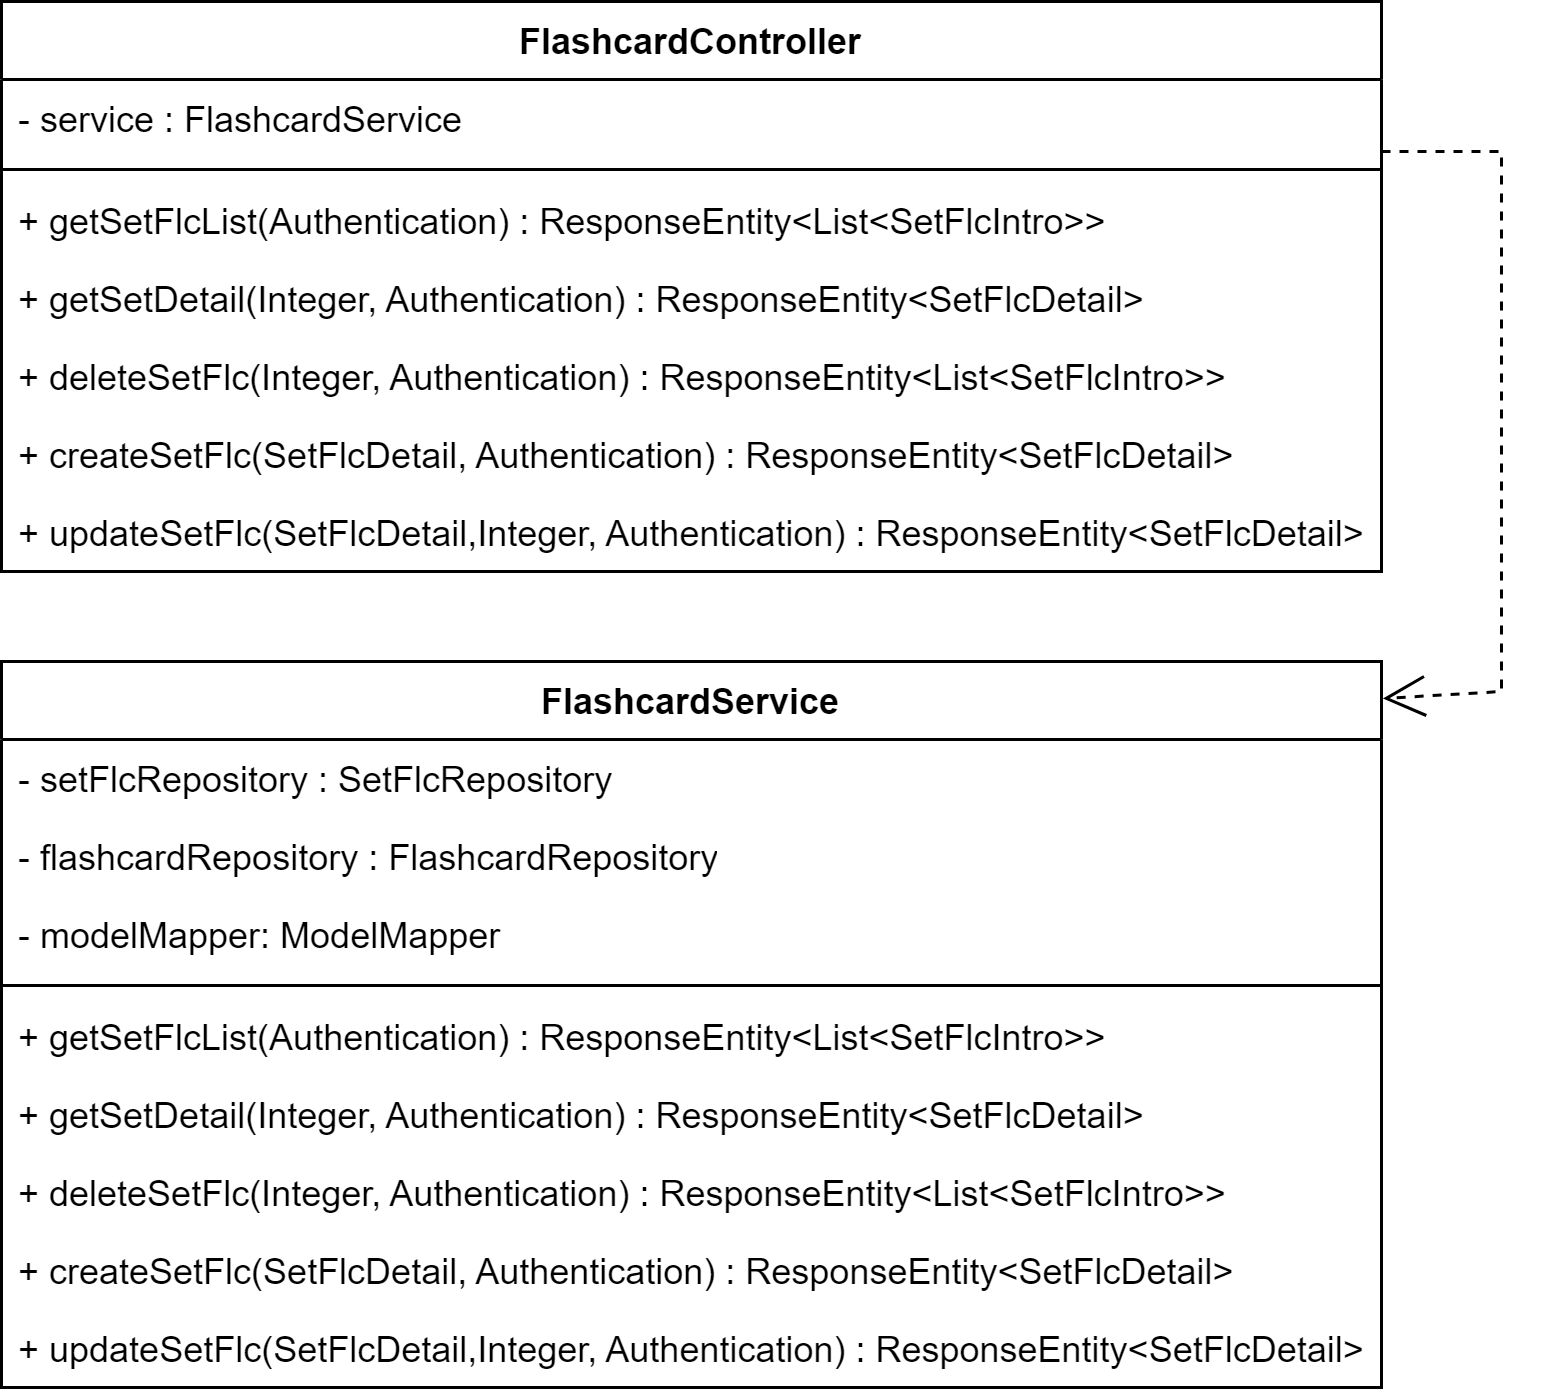 FlashcardController
- service : FlashcardService
+ getSetFlcList(Authentication) : ResponseEntity<List<SetFlcIntro>>
+ getSetDetail(Integer, Authentication) : ResponseEntity<SetFlcDetail>
+ deleteSetFlc(Integer, Authentication) : ResponseEntity<List<SetFlcIntro>>
+ createSetFlc(SetFlcDetail, Authentication) : ResponseEntity<SetFlcDetail>
+ updateSetFlc(SetFlcDetail,Integer, Authentication) : ResponseEntity<SetFlcDetail>
FlashcardService
- setFlcRepository : SetFlcRepository
- flashcardRepository : FlashcardRepository
- modelMapper: ModelMapper
+ getSetFlcList(Authentication) : ResponseEntity<List<SetFlcIntro>>
+ getSetDetail(Integer, Authentication) : ResponseEntity<SetFlcDetail>
+ deleteSetFlc(Integer, Authentication) : ResponseEntity<List<SetFlcIntro>>
+ createSetFlc(SetFlcDetail, Authentication) : ResponseEntity<SetFlcDetail>
+ updateSetFlc(SetFlcDetail,Integer, Authentication) : ResponseEntity<SetFlcDetail>